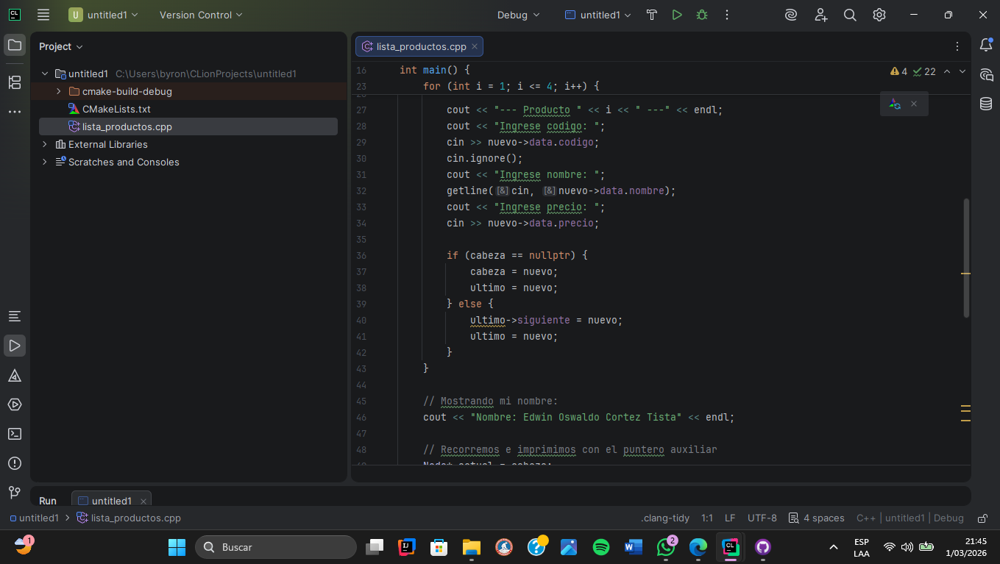 CL
U untitled1
Version Control
Debug
untitled1
Project
lista_productos.cpp
untitled1 C:\Users\byron\CLionProjects\untitled1
cmake-build-debug
CMakeLists.txt
lista_productos.cpp
External Libraries
Scratches and Consoles
4 22
16 int main() {
23 for (int i = 1; i <= 4; i++) {
27 cout << "--- Producto " << i << " ---" << endl;
28 cout << "Ingrese codigo: ";
29 cin >> nuevo->data.codigo;
30 cin.ignore();
31 cout << "Ingrese nombre: ";
32 getline([&]cin, [&]nuevo->data.nombre);
33 cout << "Ingrese precio: ";
34 cin >> nuevo->data.precio;
35
36 if (cabeza == nullptr) {
37 cabeza = nuevo;
38 ultimo = nuevo;
39 } else {
40 ultimo->siguiente = nuevo;
41 ultimo = nuevo;
42 }
43 }
44
45 // Mostrando mi nombre:
46 cout << "Nombre: Edwin Oswaldo Cortez Tista" << endl;
47
48 // Recorremos e imprimimos con el puntero auxiliar
Run
untitled1
untitled1 > lista_productos.cpp
.clang-tidy 1:1 LF UTF-8 4 spaces C++ | untitled1 | Debug
1
Buscar
IJ
W
2
CL
ESP
LAA
21:45
1/03/2026